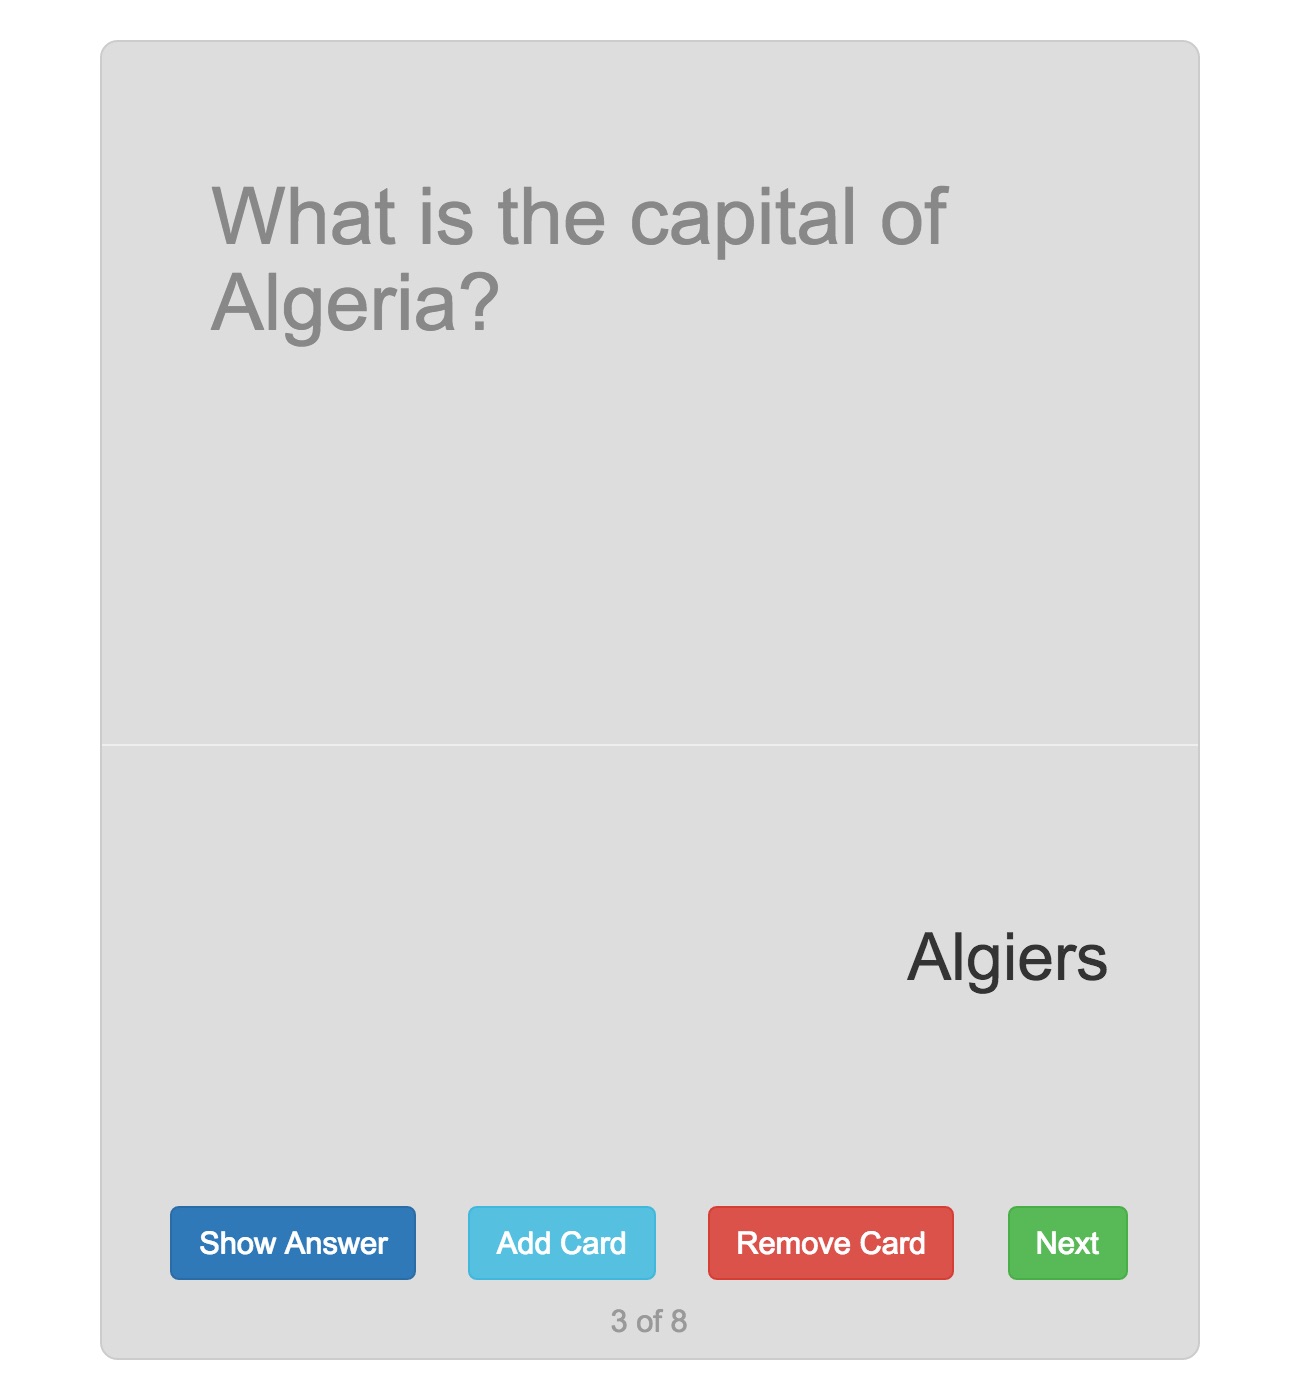 What is the capital of
Algeria?
Algiers
Show Answer
Add Card
Remove Card
Next
3 of 8